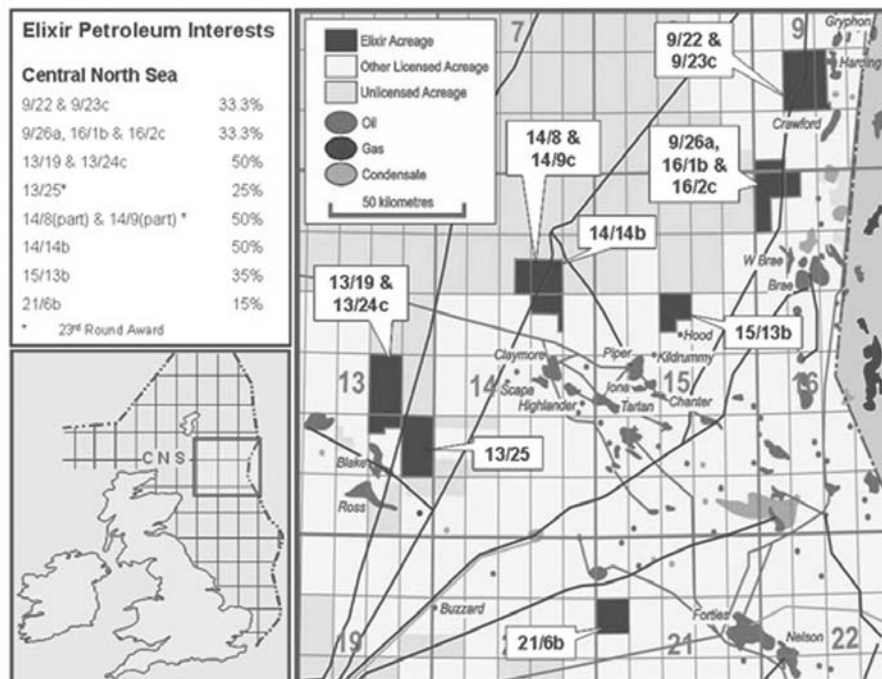 Elixir Petroleum Interests
Central North Sea
9/22 & 9/23c 33.3%
9/26a, 16/1b & 16/2c 33.3%
13/19 & 13/24c 50%
13/25* 25%
14/8(part) & 14/9(part) * 50%
14/14b 50%
15/13b 35%
21/6b 15%
* 23rd Round Award
CNS
Elixir Acreage
Other Licensed Acreage
Unlicensed Acreage
Oil
Gas
Condensate
50 kilometres
7
9
Gryphon
Harding
9/22 &
9/23c
Crawford
14/8 &
14/9c
9/26a,
16/1b &
16/2c
14/14b
W Brae
Brae
13/19 &
13/24c
15/13b
Hood
Claymore
Piper
Kildrummy
13
14
15
16
Scapa
Iona
Highlander
Tartan
Chanter
13/25
Blake
Ross
Buzzard
Forties
19
21/6b
21
Nelson
22